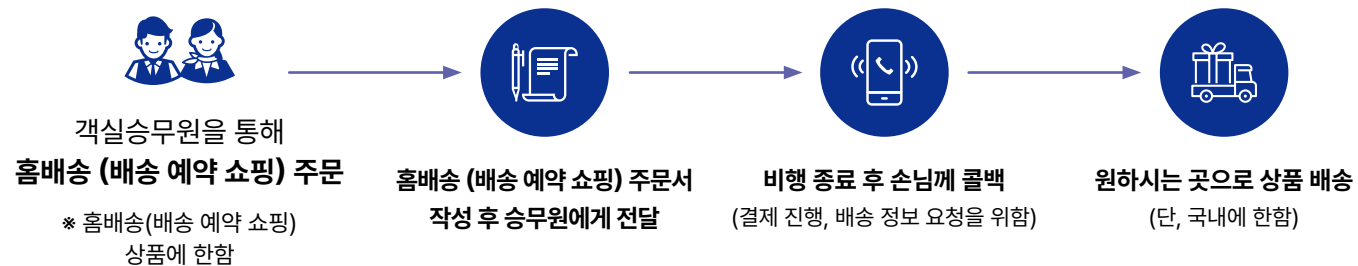 객실승무원을 통해
홈배송 (배송 예약 쇼핑) 주문
※ 홈배송(배송 예약 쇼핑)
상품에 한함
홈배송 (배송 예약 쇼핑) 주문서
작성 후 승무원에게 전달
비행 종료 후 손님께 콜백
(결제 진행, 배송 정보 요청을 위함)
원하시는 곳으로 상품 배송
(단, 국내에 한함)